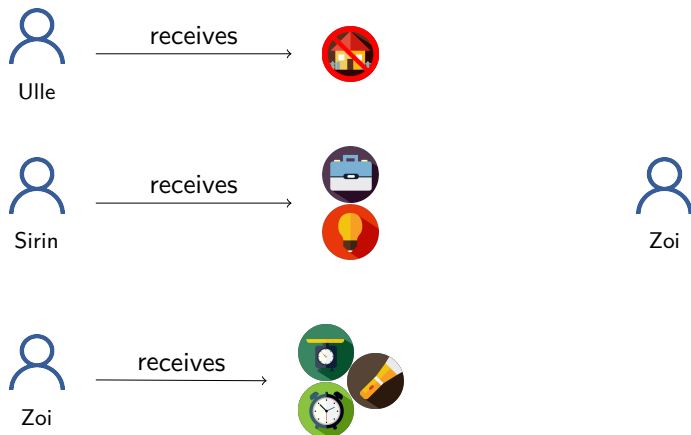 receives
Ulle
receives
Sirin
Zoi
receives
Zoi